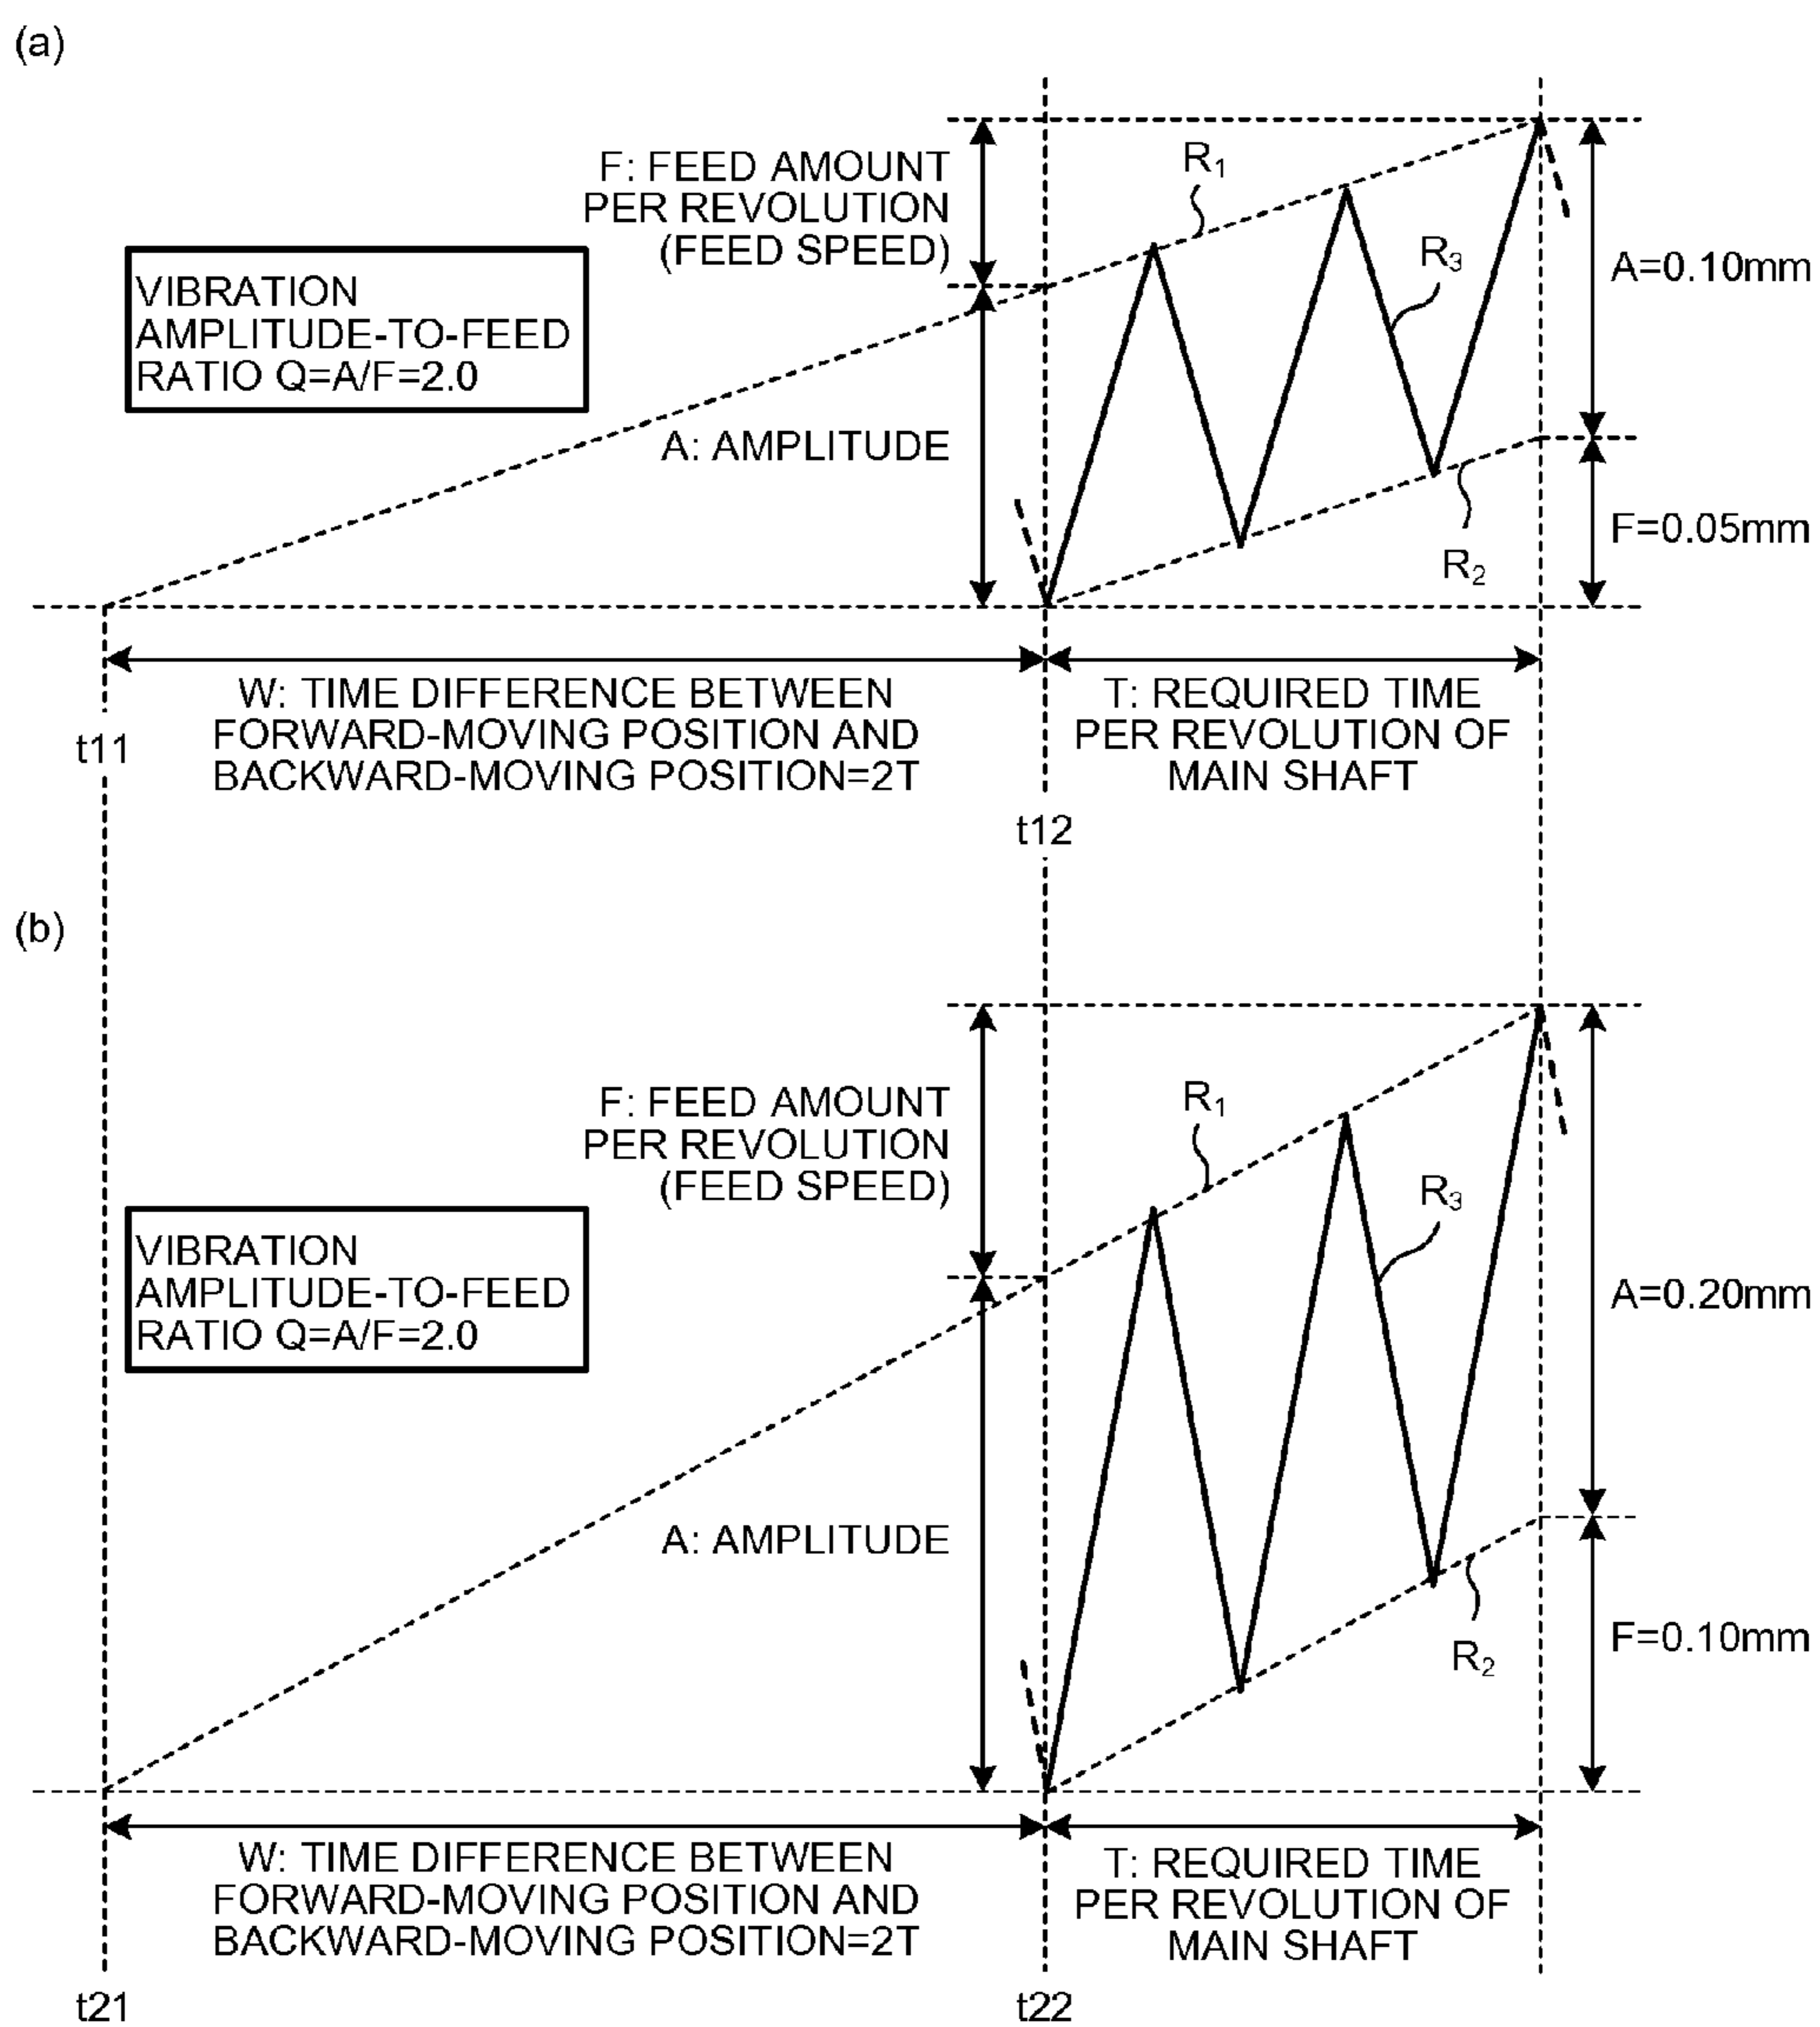 (a)
F: FEED AMOUNT
PER REVOLUTION
(FEED SPEED)
R1
R3
VIBRATION
AMPLITUDE-TO-FEED
RATIO Q=A/F=2.0
A=0.10mm
A: AMPLITUDE
F=0.05mm
R2
W: TIME DIFFERENCE BETWEEN
FORWARD-MOVING POSITION AND
BACKWARD-MOVING POSITION=2T
T: REQUIRED TIME
PER REVOLUTION OF
MAIN SHAFT
t11
t12
(b)
F: FEED AMOUNT
PER REVOLUTION
(FEED SPEED)
R1
R3
VIBRATION
AMPLITUDE-TO-FEED
RATIO Q=A/F=2.0
A=0.20mm
A: AMPLITUDE
F=0.10mm
R2
W: TIME DIFFERENCE BETWEEN
FORWARD-MOVING POSITION AND
BACKWARD-MOVING POSITION=2T
T: REQUIRED TIME
PER REVOLUTION OF
MAIN SHAFT
t21
t22